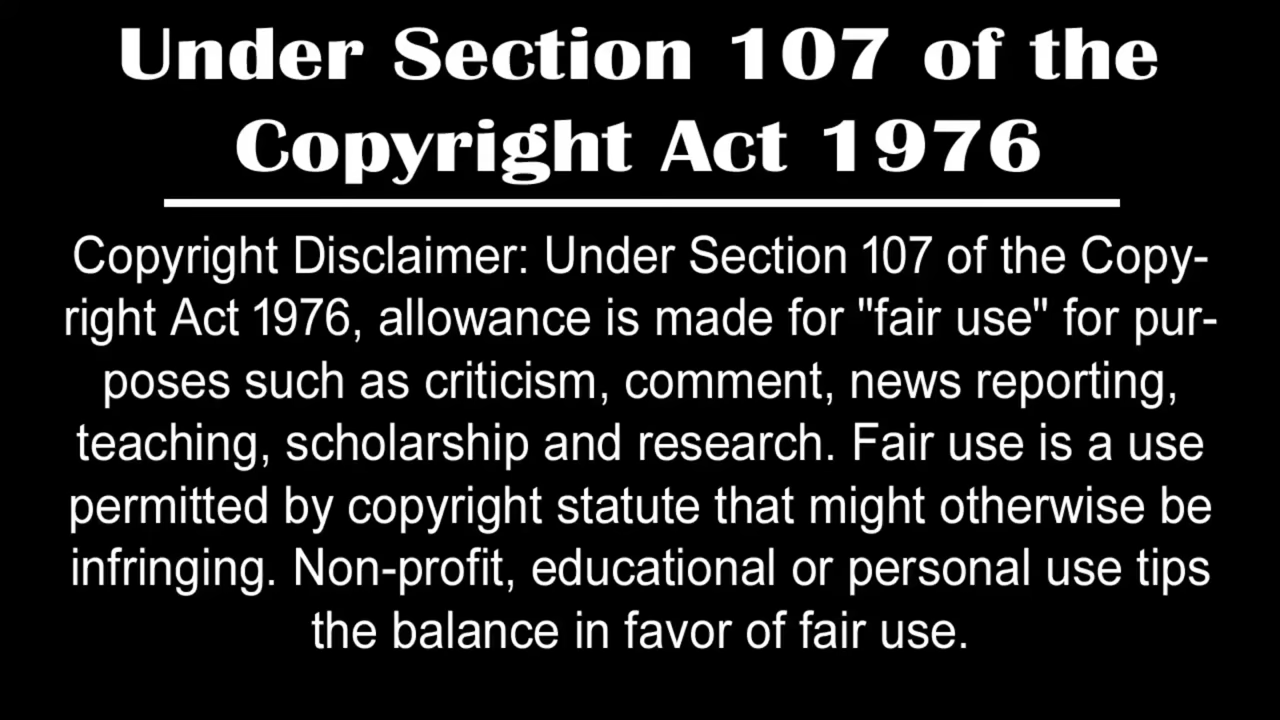 Under Section 107 of the
Copyright Act 1976
Copyright Disclaimer: Under Section 107 of the Copy-
right Act 1976, allowance is made for "fair use" for pur-
poses such as criticism, comment, news reporting,
teaching, scholarship and research. Fair use is a use
permitted by copyright statute that might otherwise be
infringing. Non-profit, educational or personal use tips
the balance in favor of fair use.